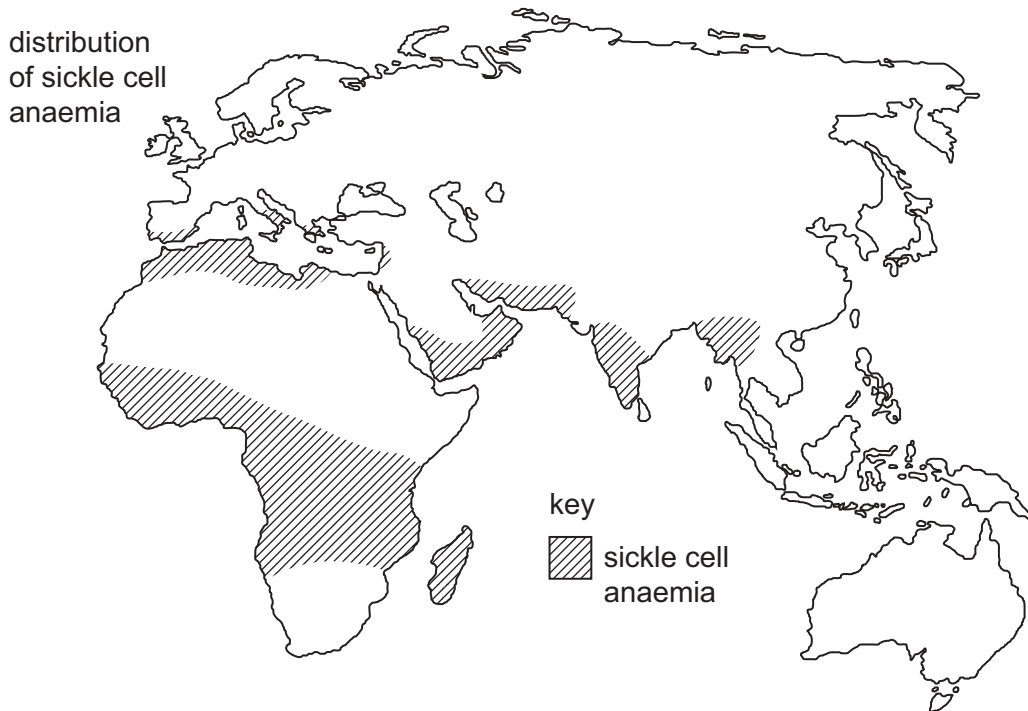 distribution
of sickle cell
anaemia
key
sickle cell
anaemia